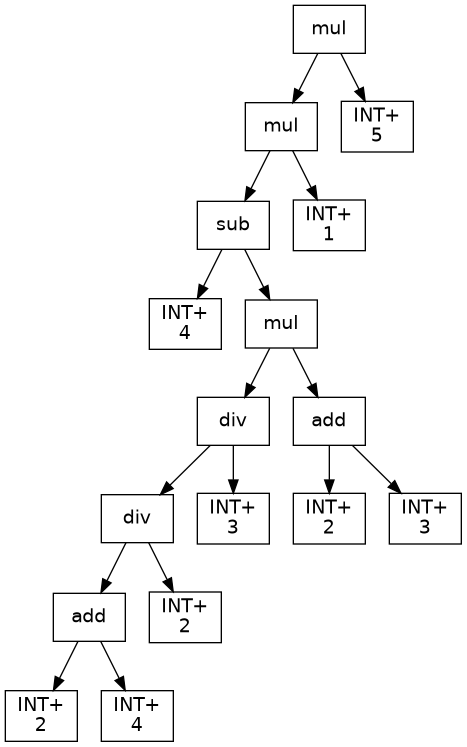 mul
mul
INT+
5
sub
INT+
1
INT+
4
mul
div
add
div
INT+
3
INT+
2
INT+
3
add
INT+
2
INT+
2
INT+
4